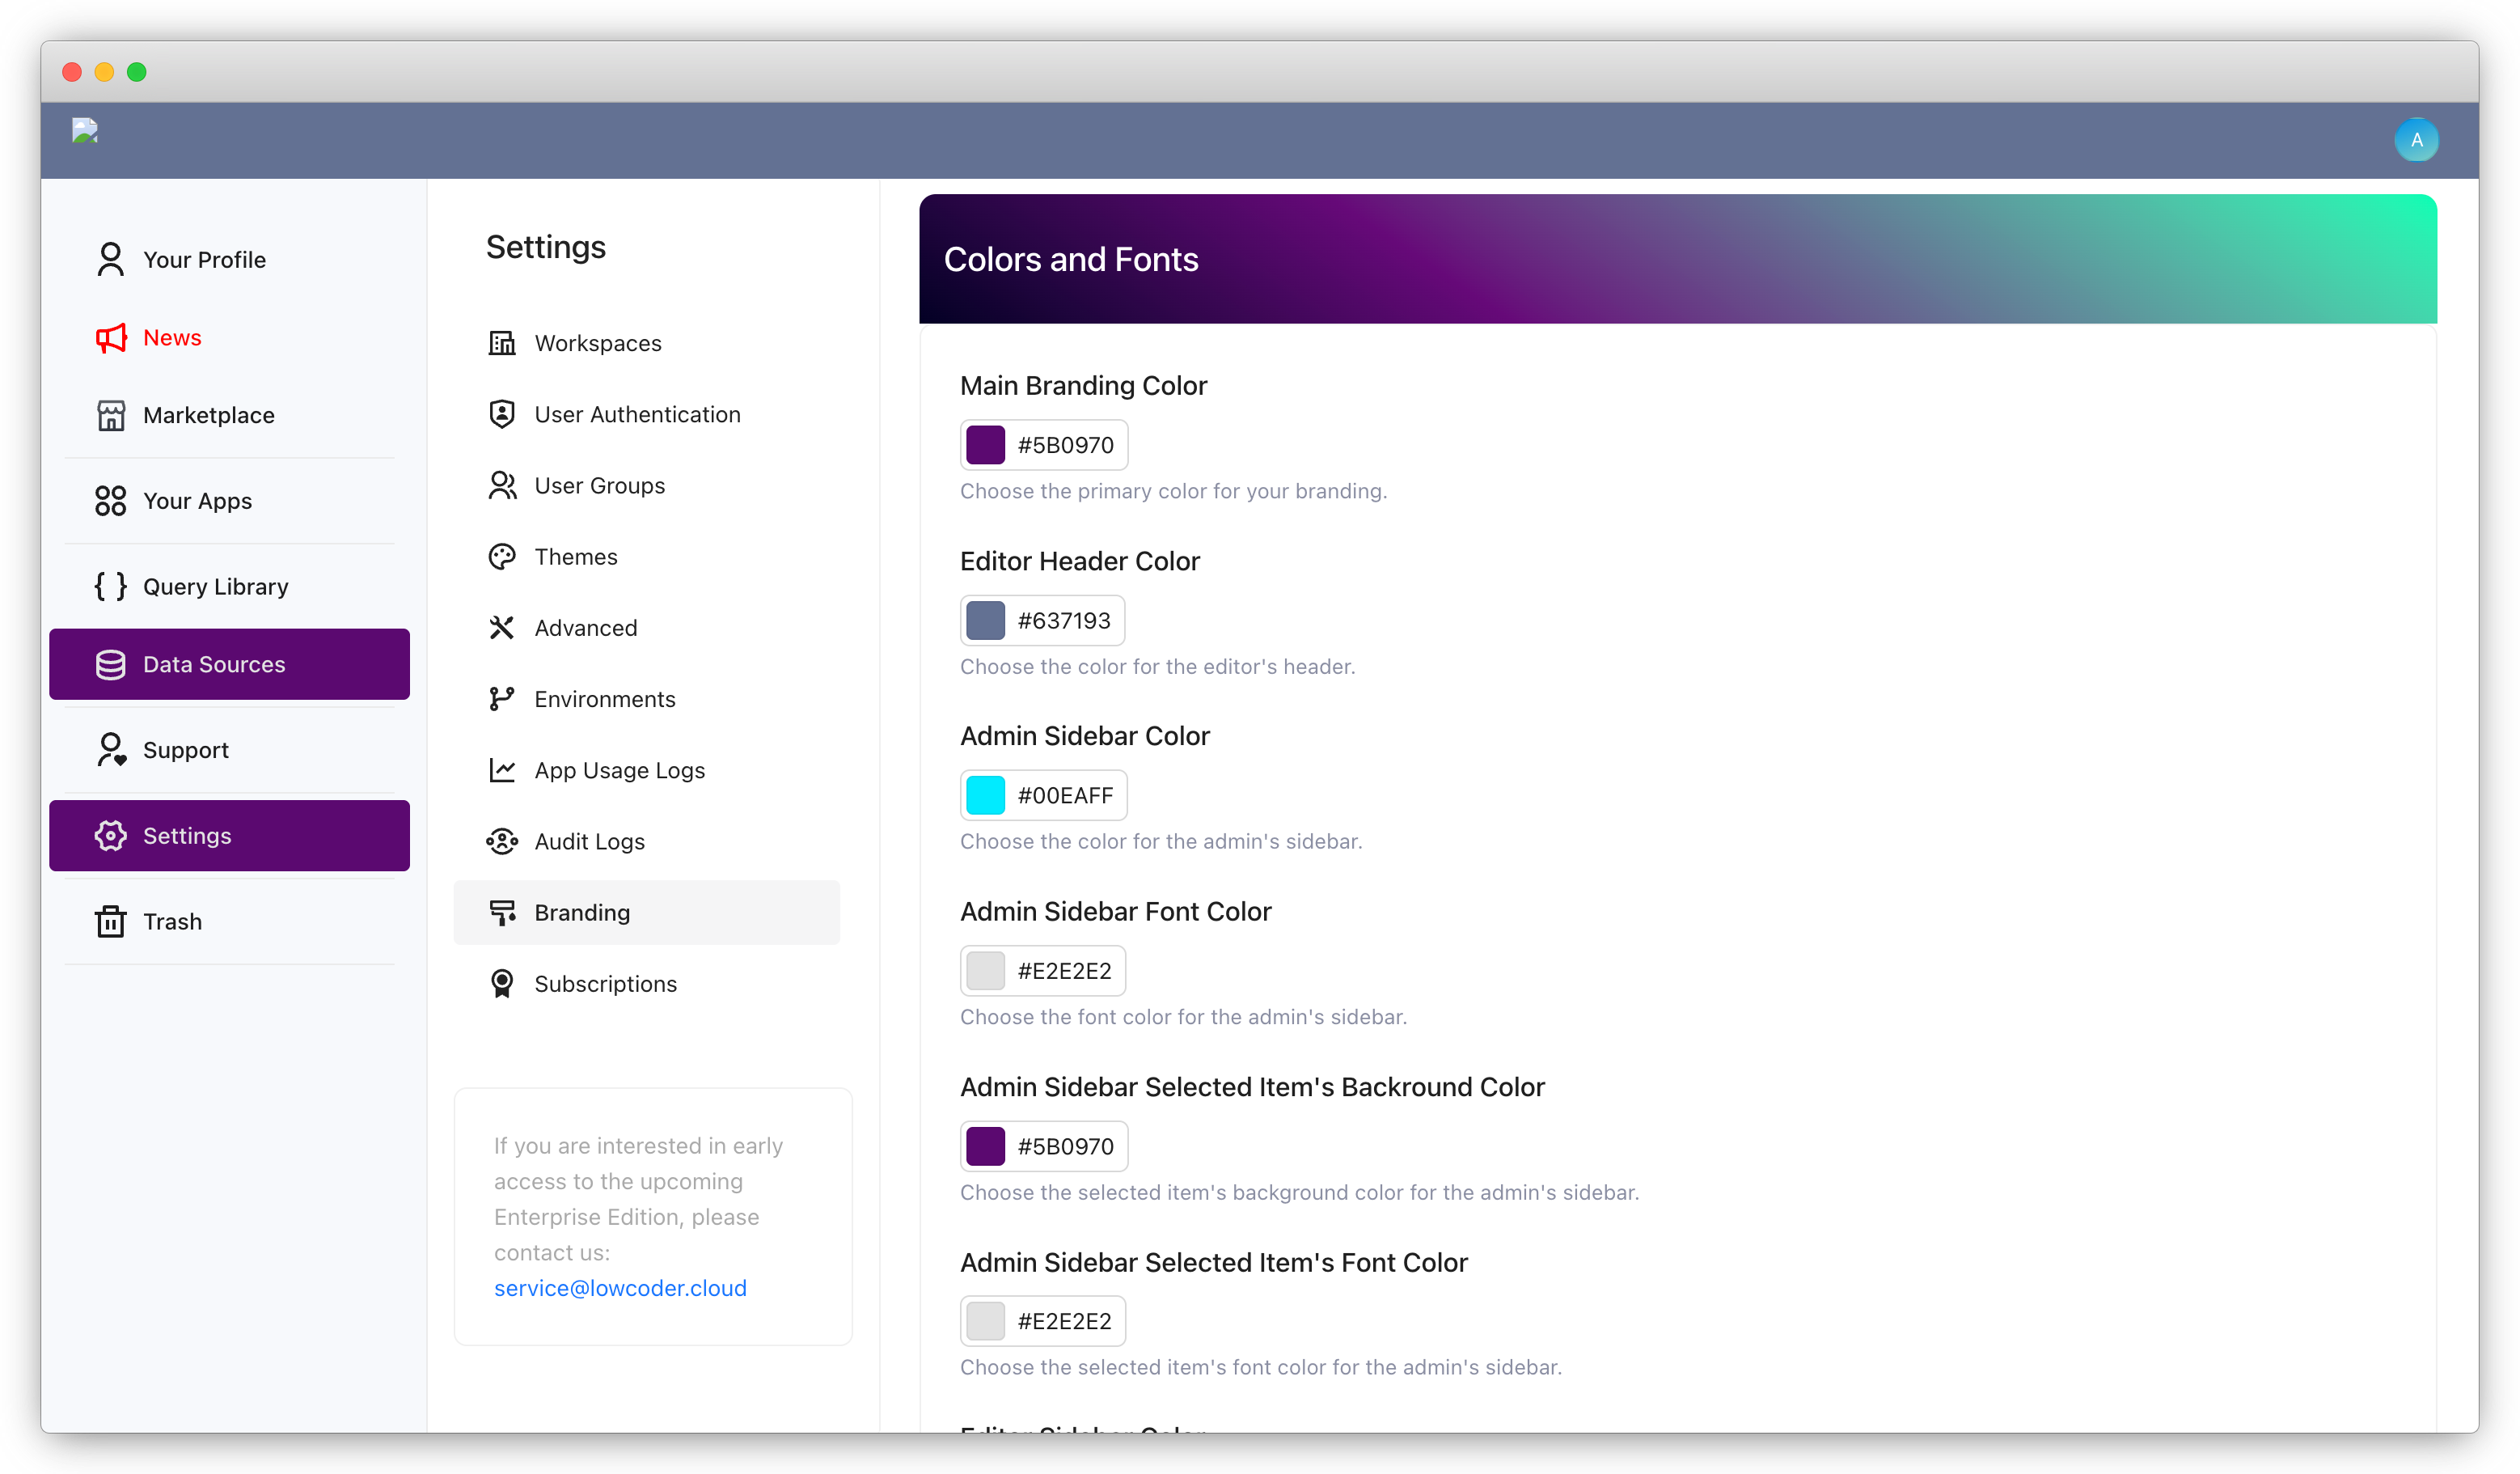 A
Your Profile
News
Marketplace
Your Apps
Query Library
Data Sources
Support
Settings
Trash
Settings
Workspaces
User Authentication
User Groups
Themes
Advanced
Environments
App Usage Logs
Audit Logs
Branding
Subscriptions
If you are interested in early
access to the upcoming
Enterprise Edition, please
contact us:
service@lowcoder.cloud
Colors and Fonts
Main Branding Color
#5B0970
Choose the primary color for your branding.
Editor Header Color
#637193
Choose the color for the editor's header.
Admin Sidebar Color
#00EAFF
Choose the color for the admin's sidebar.
Admin Sidebar Font Color
#E2E2E2
Choose the font color for the admin's sidebar.
Admin Sidebar Selected Item's Backround Color
#5B0970
Choose the selected item's background color for the admin's sidebar.
Admin Sidebar Selected Item's Font Color
#E2E2E2
Choose the selected item's font color for the admin's sidebar.
Editor Sidebar Color